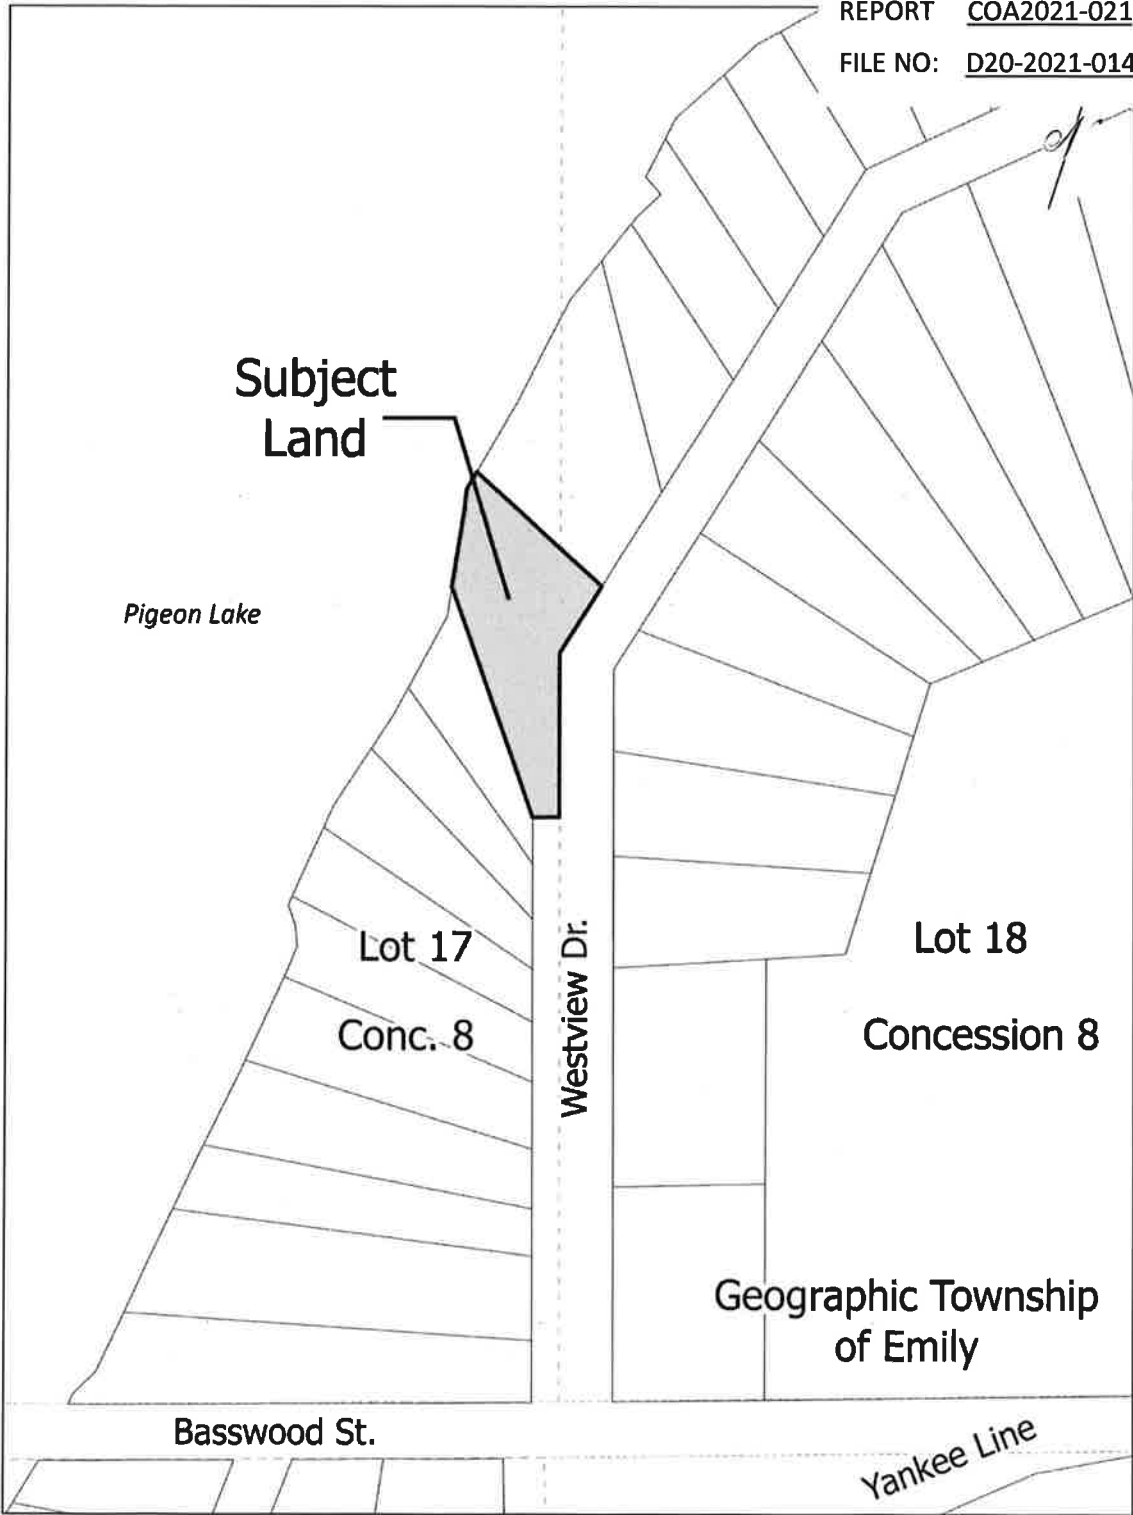 REPORT COA2021-021
FILE NO: D20-2021-014
Subject
Land
Pigeon Lake
Lot 17
Conc. 8
Westview Dr.
Lot 18
Concession 8
Geographic Township
of Emily
Basswood St.
Yankee Line